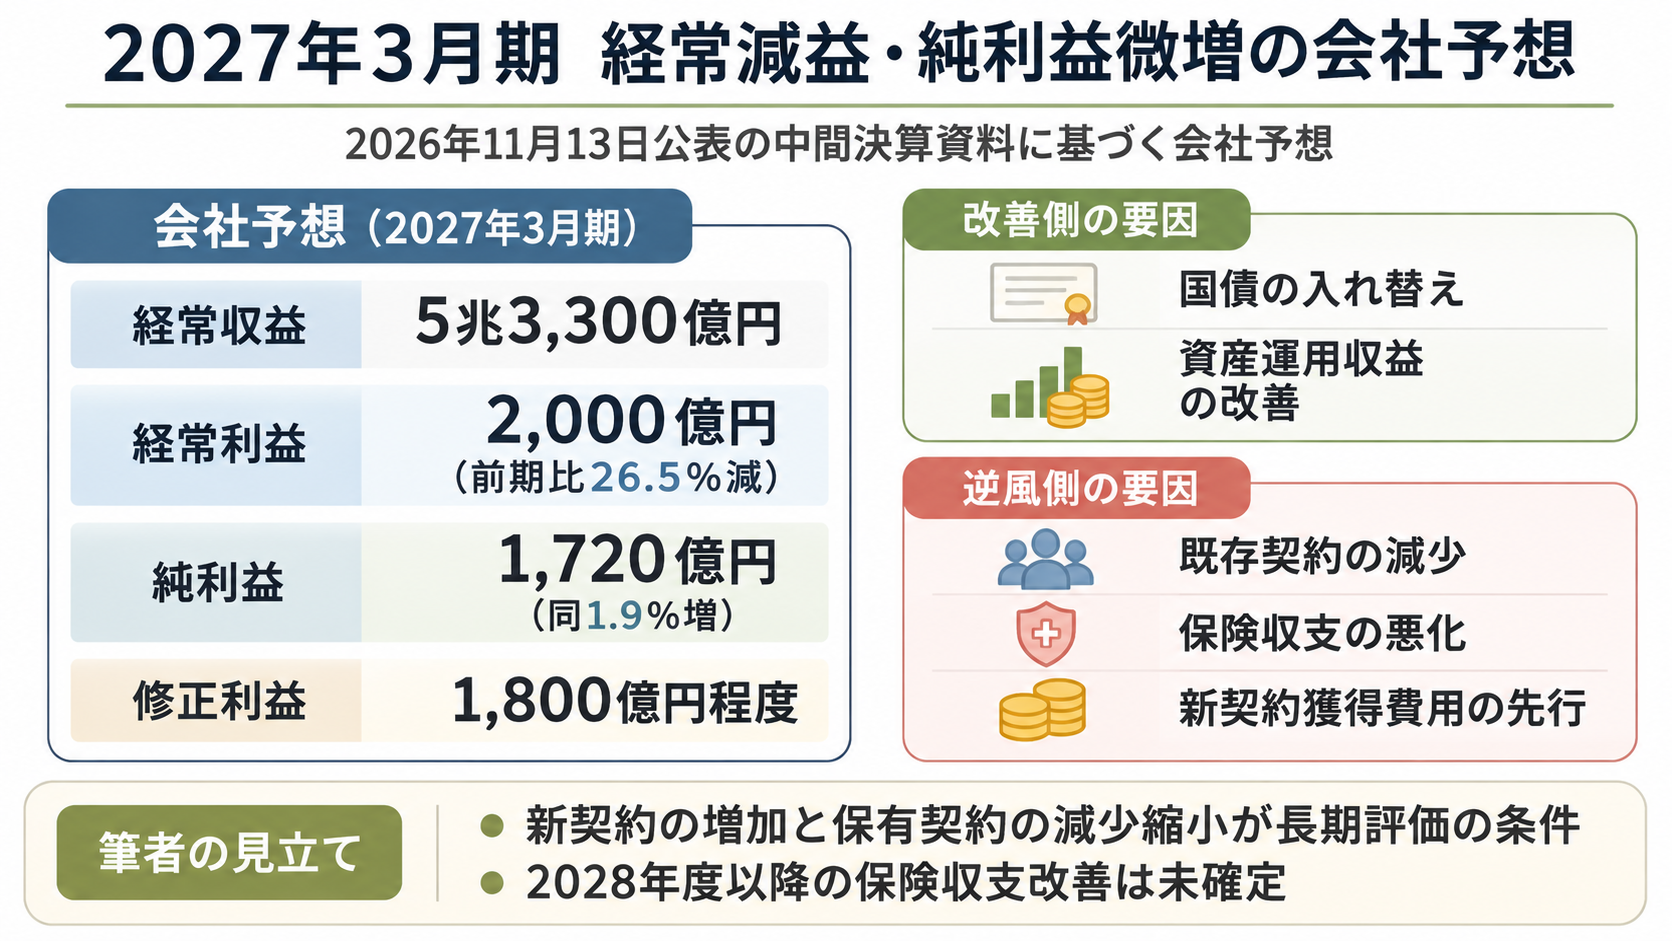 2027年3月期 経常減益・純利益微増の会社予想
2026年11月13日公表の中間決算資料に基づく会社予想
会社予想（2027年3月期）
経常収益
5兆3,300億円
経常利益
2,000億円
（前期比26.5%減）
純利益
1,720億円
（同1.9%増）
修正利益
1,800億円程度
改善側の要因
国債の入れ替え
資産運用収益
の改善
逆風側の要因
既存契約の減少
保険収支の悪化
新契約獲得費用の先行
筆者の見立て
● 新契約の増加と保有契約の減少縮小が長期評価の条件
● 2028年度以降の保険収支改善は未確定